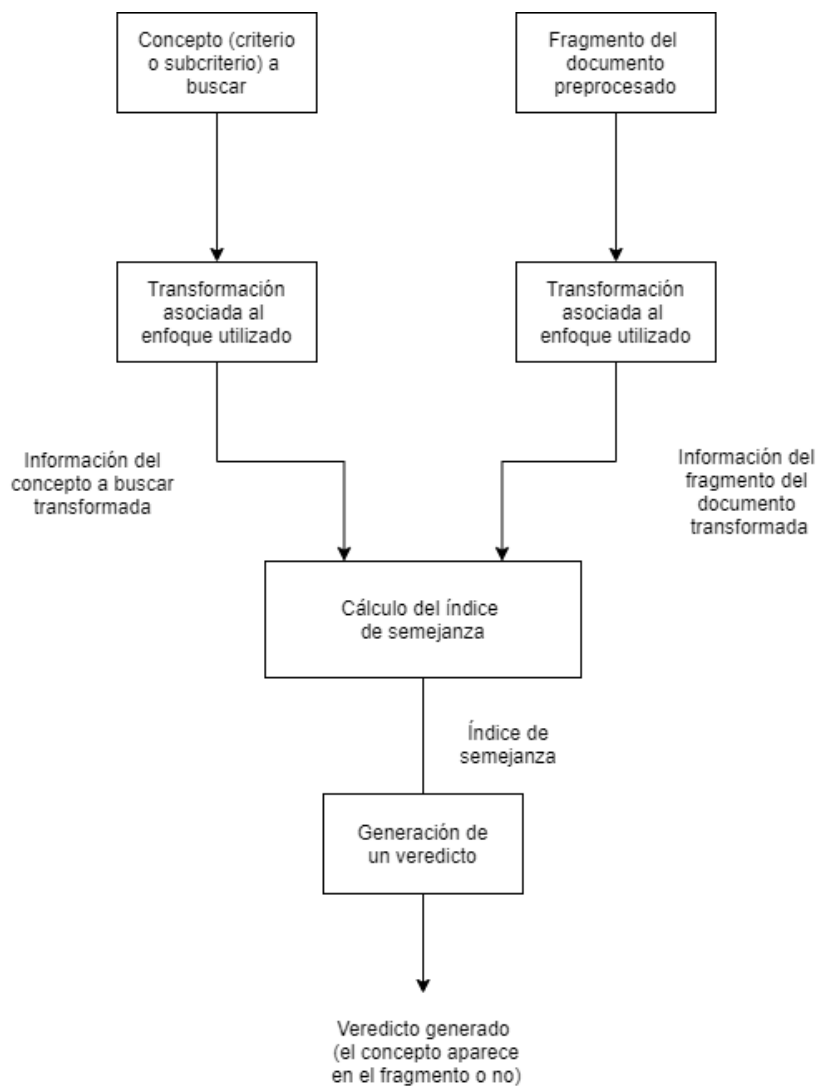 Concepto (criterio
o subcriterio) a
buscar
Fragmento del
documento
preprocesado
Transformación
asociada al
enfoque utilizado
Transformación
asociada al
enfoque utilizado
Información del
concepto a buscar
transformada
Información del
fragmento del
documento
transformada
Cálculo del índice
de semejanza
Índice de
semejanza
Generación de
un veredicto
Veredicto generado
(el concepto aparece
en el fragmento o no)